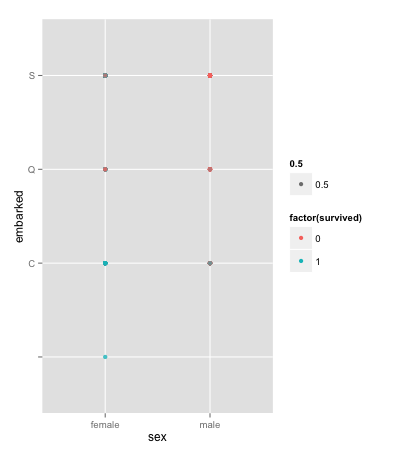 S
Q
C
embarked
female
male
sex
0.5
0.5
factor(survived)
0
1